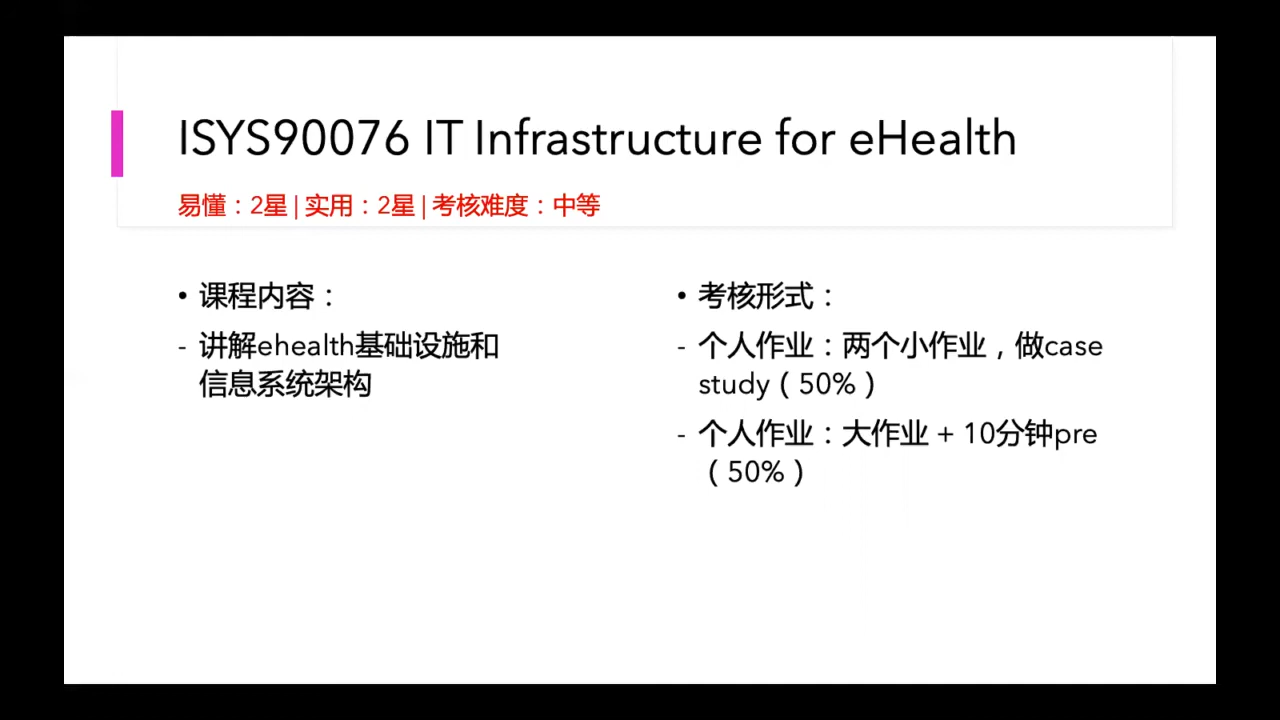 ISYS90076 IT Infrastructure for eHealth
易懂：2星 | 实用：2星 | 考核难度：中等
• 课程内容：
- 讲解ehealth基础设施和
信息系统架构
• 考核形式：
- 个人作业：两个小作业，做case
study（50%）
- 个人作业：大作业 + 10分钟pre
（50%）